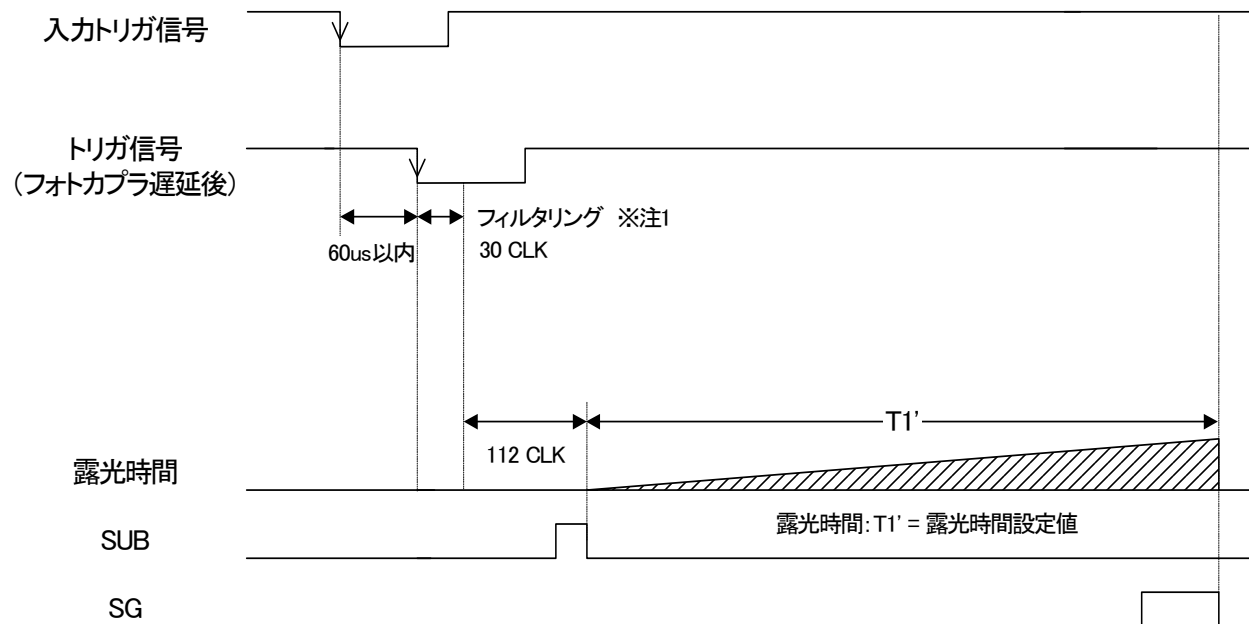 入力トリガ信号
トリガ信号
(フォトカプラ遅延後)
フィルタリング ※注1
60us以内
30 CLK
T1'
112 CLK
露光時間
露光時間:T1' = 露光時間設定値
SUB
SG